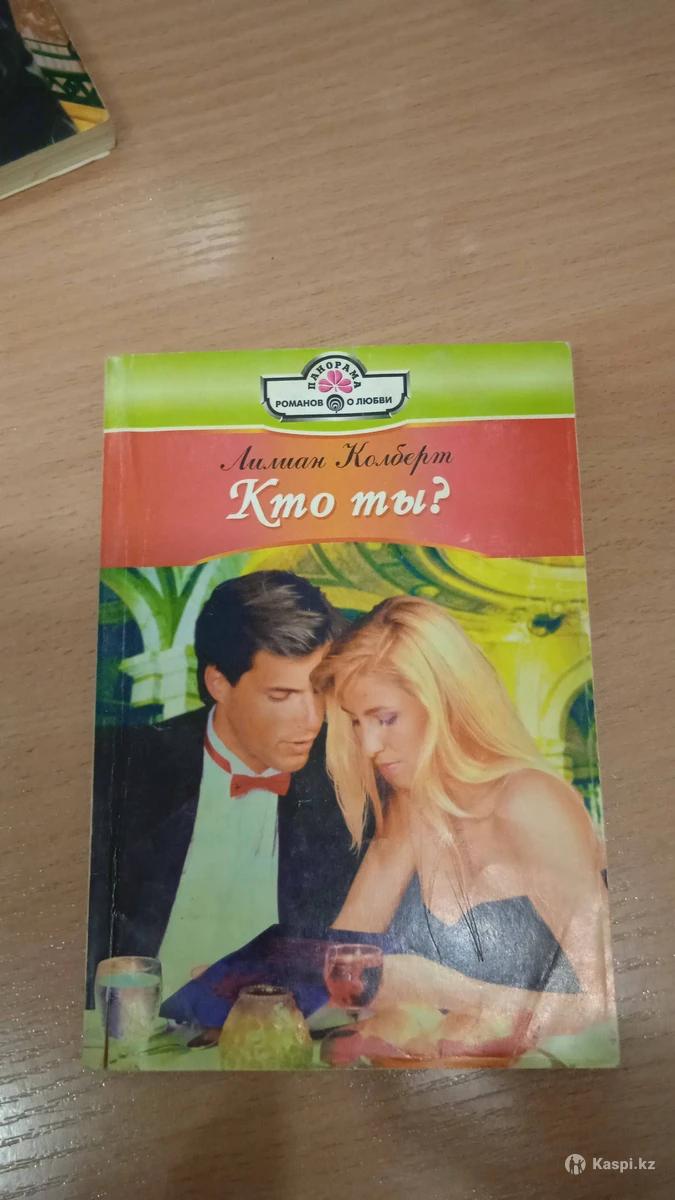 ПАНОРАМА
РОМАНОВ О ЛЮБВИ
Лилиан Колберт
Кто ты?
Kaspi.kz